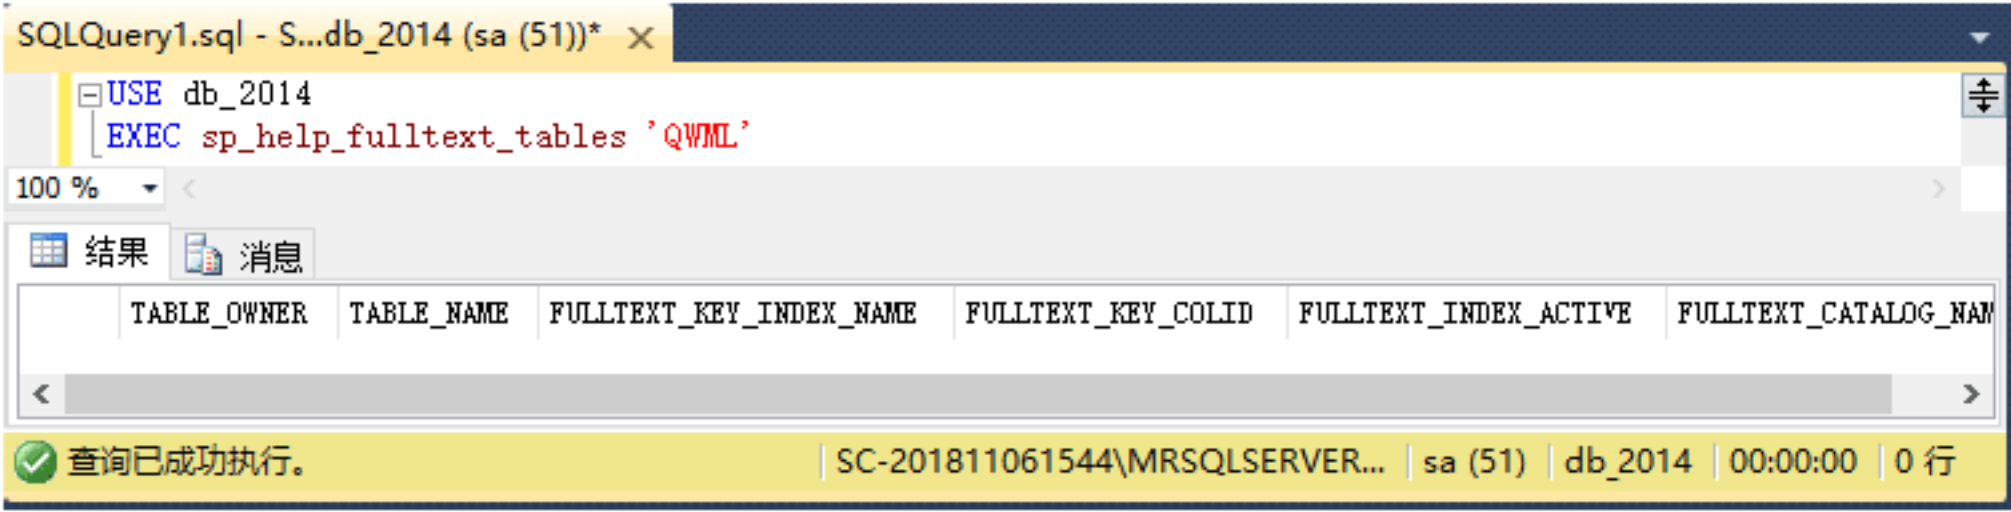 SQLQuery1.sql - S...db_2014 (sa (51))*
USE db_2014
EXEC sp_help_fulltext_tables 'QWML'
100 %
结果 消息
TABLE_OWNER TABLE_NAME FULLTEXT_KEY_INDEX_NAME FULLTEXT_KEY_COLID FULLTEXT_INDEX_ACTIVE FULLTEXT_CATALOG_NAM
查询已成功执行。 SC-201811061544\MRSQLSERVER... sa (51) db_2014 00:00:00 0 行